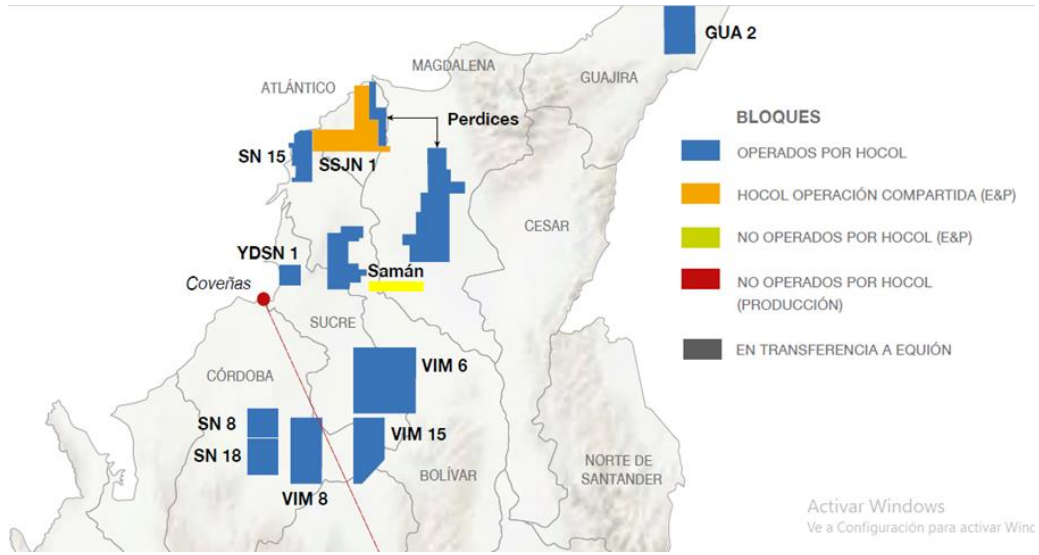 GUA 2
MAGDALENA
GUAJIRA
ATLÁNTICO
BLOQUES
Perdices
OPERADOS POR HOCOL
SN 15
SSJN 1
HOCOL OPERACIÓN COMPARTIDA (E&P)
CESAR
NO OPERADOS POR HOCOL (E&P)
YDSN 1
Samán
Coveñas
NO OPERADOS POR HOCOL
(PRODUCCIÓN)
SUCRE
EN TRANSFERENCIA A EQUIÓN
VIM 6
CÓRDOBA
SN 8
VIM 15
SN 18
BOLÍVAR
NORTE DE
SANTANDER
VIM 8
Activar Windows
Ve a Configuración para activar Winc